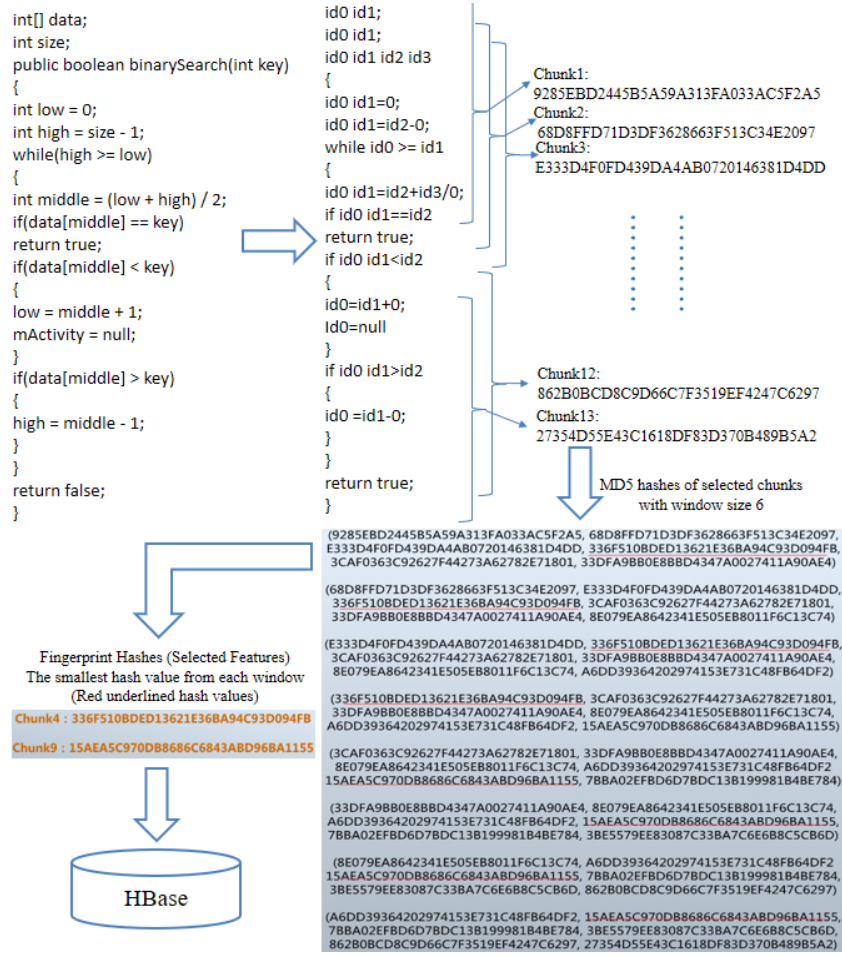 int[] data;
int size;
public boolean binarySearch(int key)
{
int low = 0;
int high = size - 1;
while(high >= low)
{
int middle = (low + high) / 2;
if(data[middle] == key)
return true;
if(data[middle] < key)
{
low = middle + 1;
mActivity = null;
}
if(data[middle] > key)
{
high = middle - 1;
}
}
return false;
}
id0 id1;
id0 id1;
id0 id1 id2 id3
{
id0 id1=0;
id0 id1=id2-0;
while id0 >= id1
{
id0 id1=id2+id3/0;
if id0 id1==id2
return true;
if id0 id1<id2
{
id0=id1+0;
Id0=null
}
if id0 id1>id2
{
id0 =id1-0;
}
}
return true;
}
Chunk1:
9285EBD2445B5A59A313FA033AC5F2A5
Chunk2:
68D8FFD71D3DF3628663F513C34E2097
Chunk3:
E333D4F0FD439DA4AB0720146381D4DD
Chunk12:
862B0BCD8C9D66C7F3519EF4247C6297
Chunk13:
27354D55E43C1618DF83D370B489B5A2
MD5 hashes of selected chunks
with window size 6
(9285EBD2445B5A59A313FA033AC5F2A5, 68D8FFD71D3DF3628663F513C34E2097,
E333D4F0FD439DA4AB0720146381D4DD, 336F510BDED13621E36BA94C93D094FB,
3CAF0363C92627F44273A62782E71801, 33DFA9BB0E8BBD4347A0027411A90AE4)
(68D8FFD71D3DF3628663F513C34E2097, E333D4F0FD439DA4AB0720146381D4DD,
336F510BDED13621E36BA94C93D094FB, 3CAF0363C92627F44273A62782E71801,
33DFA9BB0E8BBD4347A0027411A90AE4, 8E079EA8642341E505EB8011F6C13C74)
(E333D4F0FD439DA4AB0720146381D4DD, 336F510BDED13621E36BA94C93D094FB,
3CAF0363C92627F44273A62782E71801, 33DFA9BB0E8BBD4347A0027411A90AE4,
8E079EA8642341E505EB8011F6C13C74, A6DD39364202974153E731C48FB64DF2)
(336F510BDED13621E36BA94C93D094FB, 3CAF0363C92627F44273A62782E71801,
33DFA9BB0E8BBD4347A0027411A90AE4, 8E079EA8642341E505EB8011F6C13C74,
A6DD39364202974153E731C48FB64DF2, 15AEA5C970DB8686C6843ABD96BA1155)
(3CAF0363C92627F44273A62782E71801, 33DFA9BB0E8BBD4347A0027411A90AE4,
8E079EA8642341E505EB8011F6C13C74, A6DD39364202974153E731C48FB64DF2
15AEA5C970DB8686C6843ABD96BA1155, 7BBA02EFBD6D7BDC13B199981B4BE784)
(33DFA9BB0E8BBD4347A0027411A90AE4, 8E079EA8642341E505EB8011F6C13C74,
A6DD39364202974153E731C48FB64DF2, 15AEA5C970DB8686C6843ABD96BA1155,
7BBA02EFBD6D7BDC13B199981B4BE784, 3BE5579EE83087C33BA7C6E6B8C5CB6D)
(8E079EA8642341E505EB8011F6C13C74, A6DD39364202974153E731C48FB64DF2
15AEA5C970DB8686C6843ABD96BA1155, 7BBA02EFBD6D7BDC13B199981B4BE784,
3BE5579EE83087C33BA7C6E6B8C5CB6D, 862B0BCD8C9D66C7F3519EF4247C6297)
(A6DD39364202974153E731C48FB64DF2, 15AEA5C970DB8686C6843ABD96BA1155,
7BBA02EFBD6D7BDC13B199981B4BE784, 3BE5579EE83087C33BA7C6E6B8C5CB6D,
862B0BCD8C9D66C7F3519EF4247C6297, 27354D55E43C1618DF83D370B489B5A2)
Fingerprint Hashes (Selected Features)
The smallest hash value from each window
(Red underlined hash values)
Chunk4 : 336F510BDED13621E36BA94C93D094FB
Chunk9 : 15AEA5C970DB8686C6843ABD96BA1155
HBase